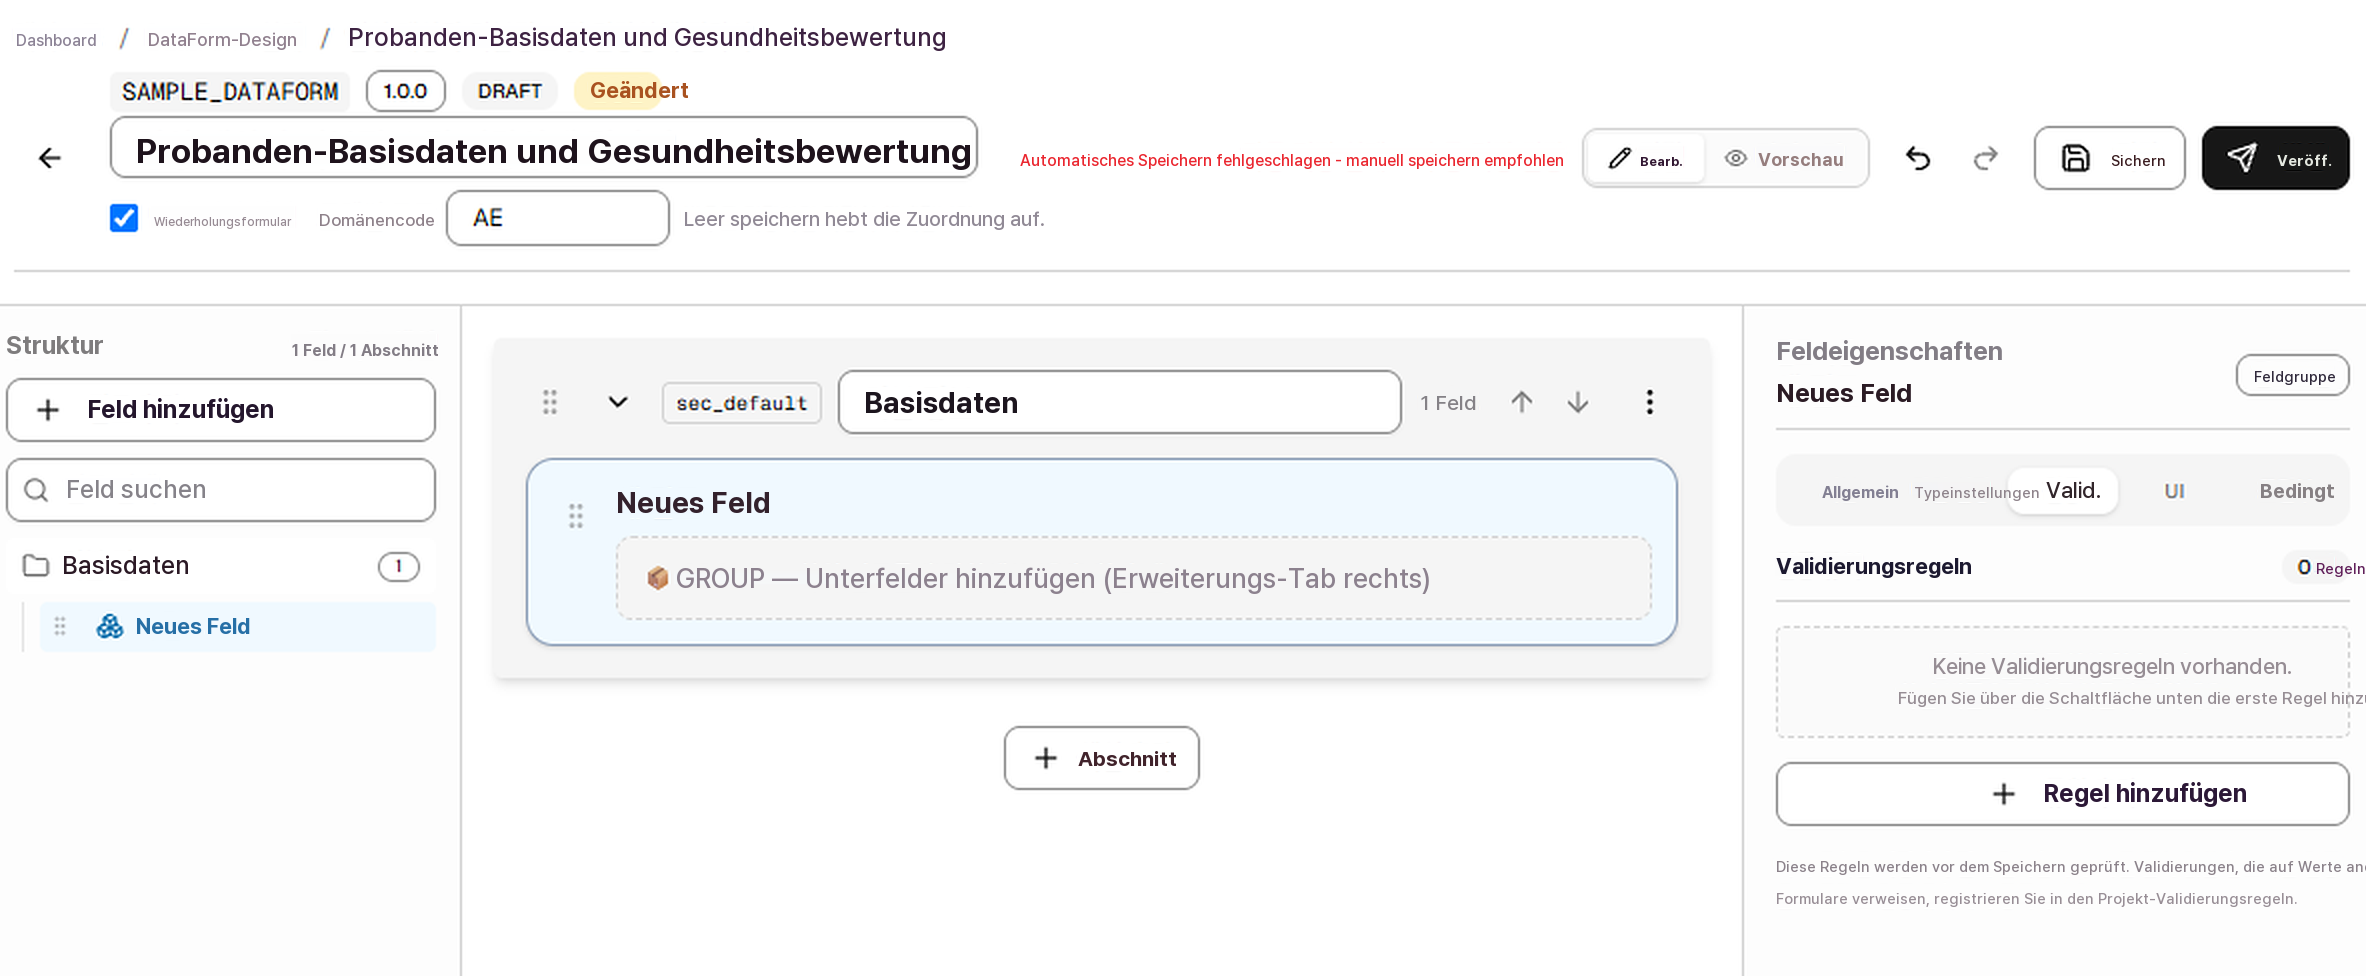 Dashboard / DataForm-Design / Probanden-Basisdaten und Gesundheitsbewertung
SAMPLE_DATAFORM 1.0.0 DRAFT Geändert
Probanden-Basisdaten und Gesundheitsbewertung
Automatisches Speichern fehlgeschlagen - manuell speichern empfohlen
Bearb. Vorschau
Sichern
Veröff.
Wiederholungsformular Domänencode AE Leer speichern hebt die Zuordnung auf.
Struktur
1 Feld / 1 Abschnitt
Feld hinzufügen
Feld suchen
Basisdaten 1
Neues Feld
sec_default Basisdaten 1 Feld
Neues Feld
GROUP — Unterfelder hinzufügen (Erweiterungs-Tab rechts)
Abschnitt
Feldeigenschaften
Neues Feld
Feldgruppe
Allgemein Typeinstellungen Valid. UI Bedingt
Validierungsregeln 0 Regeln
Keine Validierungsregeln vorhanden.
Fügen Sie über die Schaltfläche unten die erste Regel hinz
Regel hinzufügen
Diese Regeln werden vor dem Speichern geprüft. Validierungen, die auf Werte an
Formulare verweisen, registrieren Sie in den Projekt-Validierungsregeln.